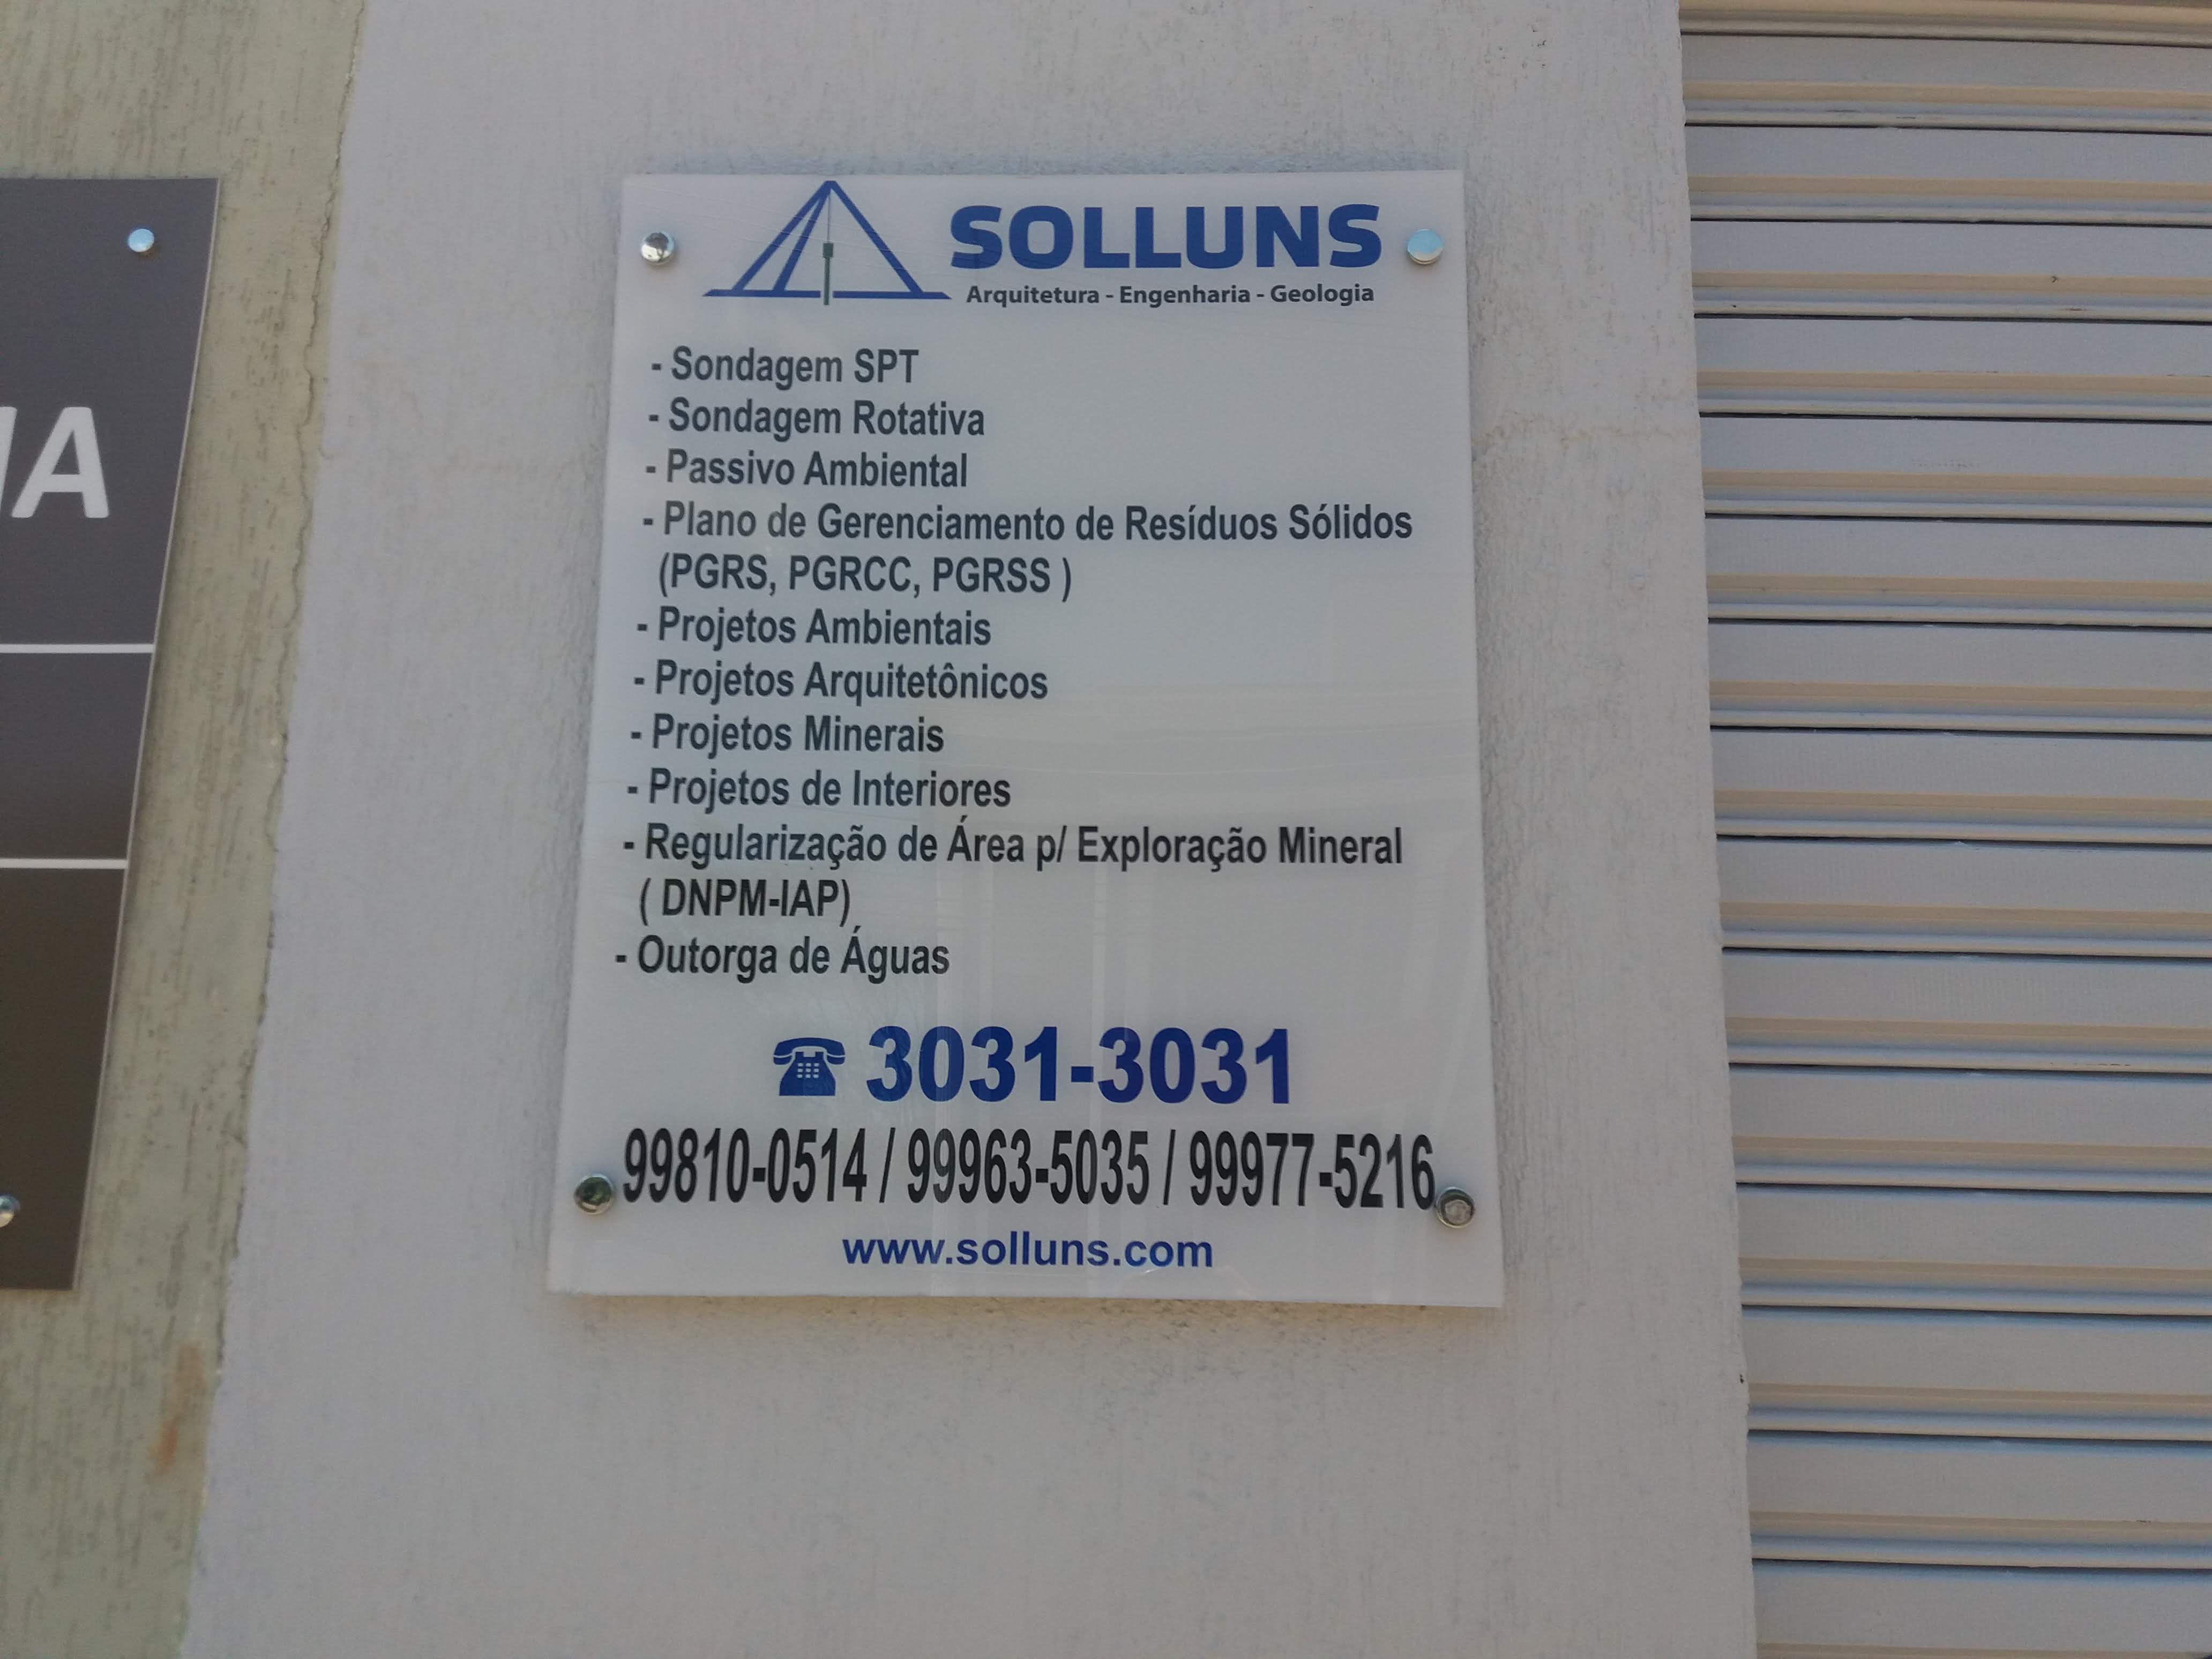 SOLLUNS
Arquitetura - Engenharia - Geologia
- Sondagem SPT
- Sondagem Rotativa
- Passivo Ambiental
- Plano de Gerenciamento de Resíduos Sólidos
(PGRS, PGRCC, PGRSS )
- Projetos Ambientais
- Projetos Arquitetônicos
- Projetos Minerais
- Projetos de Interiores
- Regularização de Área p/ Exploração Mineral
( DNPM-IAP)
- Outorga de Águas
3031-3031
99810-0514 / 99963-5035 / 99977-5216
www.solluns.com